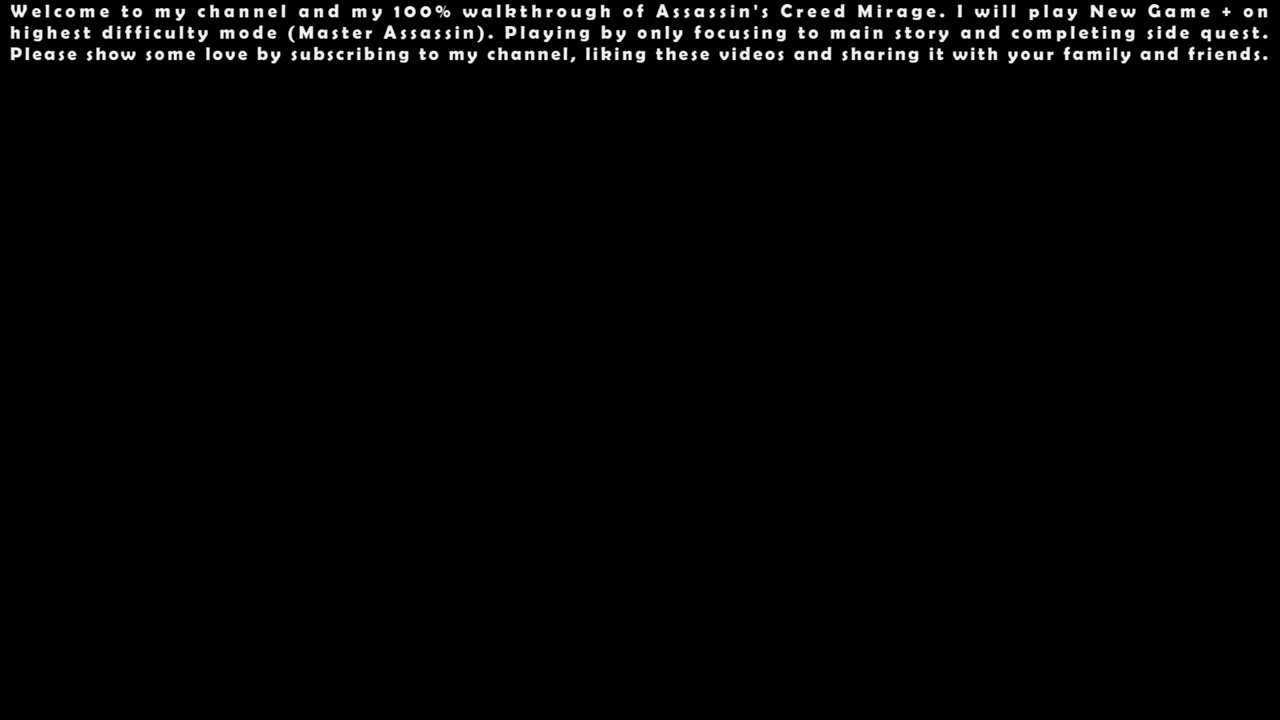 Welcome to my channel and my 100% walkthrough of Assassin's Creed Mirage. I will play New Game + on
highest difficulty mode (Master Assassin). Playing by only focusing to main story and completing side quest.
Please show some love by subscribing to my channel, liking these videos and sharing it with your family and friends.